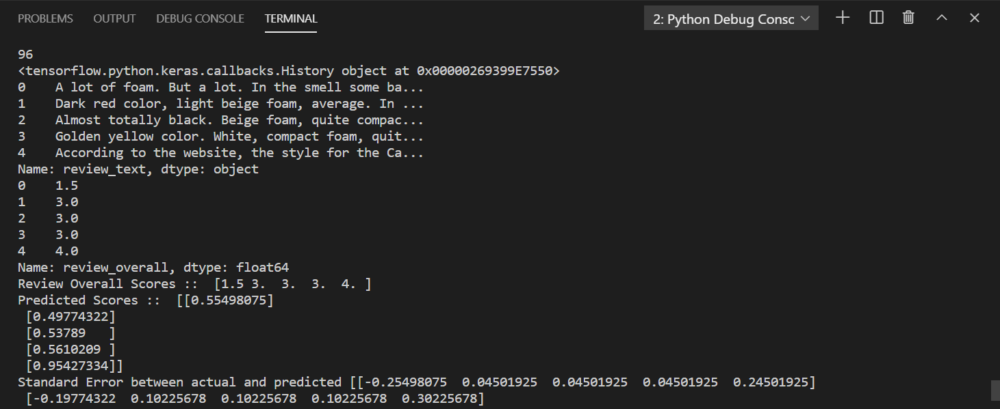 PROBLEMS OUTPUT DEBUG CONSOLE TERMINAL 2: Python Debug Consc
96
<tensorflow.python.keras.callbacks.History object at 0x00000269399E7550>
0    A lot of foam. But a lot. In the smell some ba...
1    Dark red color, light beige foam, average. In ...
2    Almost totally black. Beige foam, quite compac...
3    Golden yellow color. White, compact foam, quit...
4    According to the website, the style for the Ca...
Name: review_text, dtype: object
0    1.5
1    3.0
2    3.0
3    3.0
4    4.0
Name: review_overall, dtype: float64
Review Overall Scores ::  [1.5 3.  3.  3.  4. ]
Predicted Scores ::  [[0.55498075]
 [0.49774322]
 [0.53789   ]
 [0.5610209 ]
 [0.95427334]]
Standard Error between actual and predicted [[-0.25498075  0.04501925  0.04501925  0.04501925  0.24501925]
 [-0.19774322  0.10225678  0.10225678  0.10225678  0.30225678]